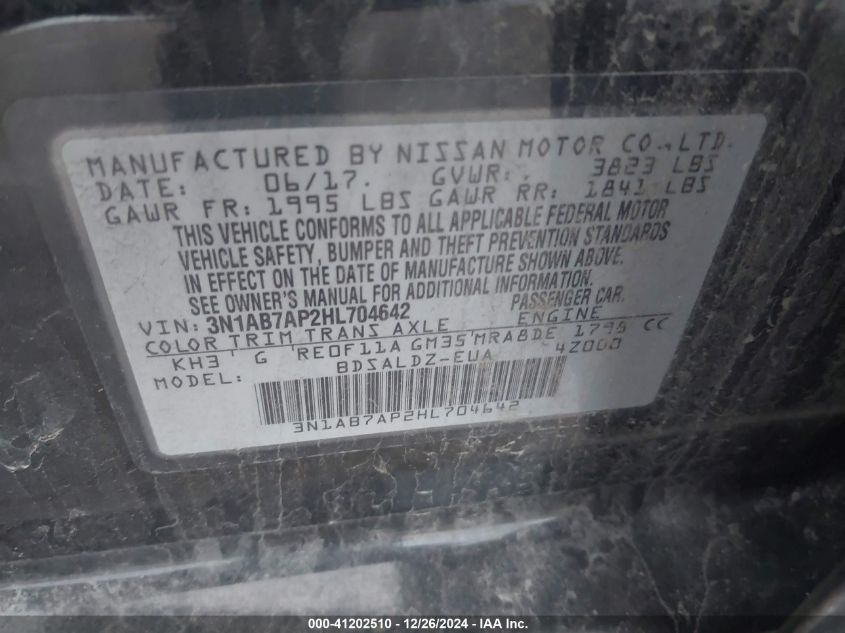 MANUFACTURED BY NISSAN MOTOR CO.,LTD.
DATE: 06/17. GVWR: 3823 LBS
GAWR FR: 1995 LBS GAWR RR: 1841 LBS
THIS VEHICLE CONFORMS TO ALL APPLICABLE FEDERAL MOTOR
VEHICLE SAFETY, BUMPER AND THEFT PREVENTION STANDARDS
IN EFFECT ON THE DATE OF MANUFACTURE SHOWN ABOVE.
SEE OWNER'S MANUAL FOR ADDITIONAL INFORMATION.
VIN: 3N1AB7AP2HL704642 PASSENGER CAR.
COLOR TRIM TRANS AXLE ENGINE
KH3 ' G 'RE0F11A GM35'MRA8DE 1798 CC
MODEL: BDSALDZ-EUA 42000
3N1AB7AP2HL704642
000-41202510 - 12/26/2024 - IAA Inc.